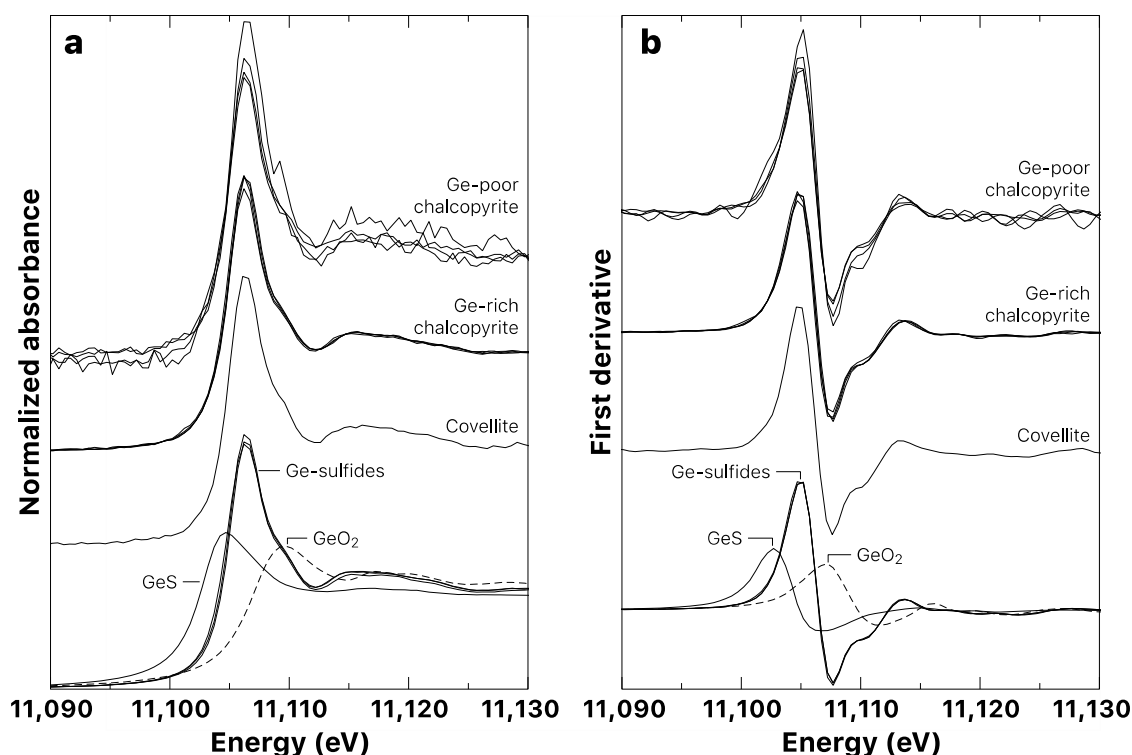 a
Normalized absorbance
Ge-poor
chalcopyrite
Ge-rich
chalcopyrite
Covellite
Ge-sulfides
GeO₂
GeS
11,090
11,100
11,110
11,120
11,130
Energy (eV)
b
First derivative
Ge-poor
chalcopyrite
Ge-rich
chalcopyrite
Covellite
Ge-sulfides
GeS
GeO₂
11,090
11,100
11,110
11,120
11,130
Energy (eV)